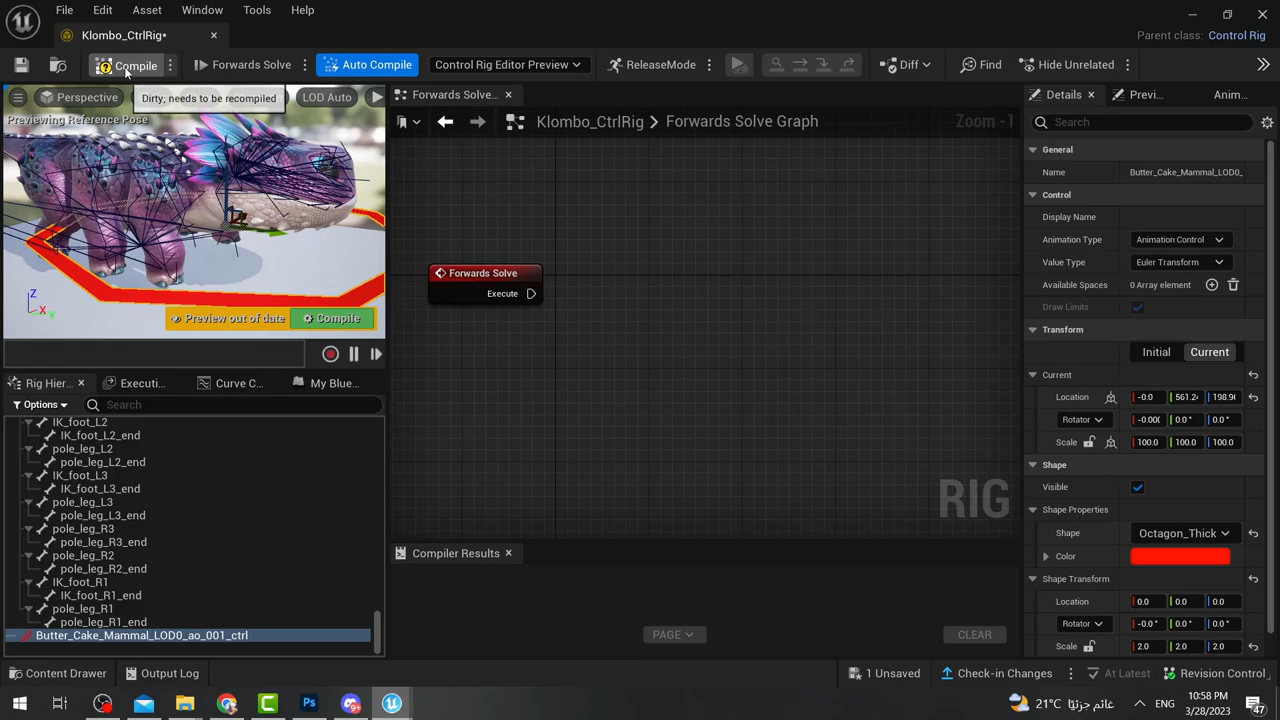 File Edit Asset Window Tools Help
Klombo_CtrlRig*
Parent class: Control Rig
Compile Forwards Solve Auto Compile Control Rig Editor Preview ReleaseMode Diff Find Hide Unrelated
Dirty; needs to be recompiled
Perspective LOD Auto
Previewing Reference Pose
Z
X
Preview out of date Compile
Forwards Solve...
Klombo_CtrlRig > Forwards Solve Graph Zoom -1
Forwards Solve
Execute
RIG
Compiler Results
PAGE CLEAR
Rig Hier... Executi... Curve C... My Blue...
Options Search
IK_foot_L2
IK_foot_L2_end
pole_leg_L2
pole_leg_L2_end
IK_foot_L3
IK_foot_L3_end
pole_leg_L3
pole_leg_L3_end
pole_leg_R3
pole_leg_R3_end
pole_leg_R2
pole_leg_R2_end
IK_foot_R1
IK_foot_R1_end
pole_leg_R1
pole_leg_R1_end
Butter_Cake_Mammal_LOD0_ao_001_ctrl
Details Previ... Anim...
Search
General
Name Butter_Cake_Mammal_LOD0_
Control
Display Name
Animation Type Animation Control
Value Type Euler Transform
Available Spaces 0 Array element
Draw Limits
Transform
Initial Current
Current
Location -0.0 561.24 198.98
Rotator -0.000 0.0 ° 0.0 °
Scale 100.0 100.0 100.0
Shape
Visible
Shape Properties
Shape Octagon_Thick
Color
Shape Transform
Location 0.0 0.0 0.0
Rotator -0.0 ° 0.0 ° 0.0 °
Scale 2.0 2.0 2.0
Content Drawer Output Log 1 Unsaved Check-in Changes At Latest Revision Control
Ps 9+ 21°C غائم جزئيًا ENG 10:58 PM
3/28/2023 47